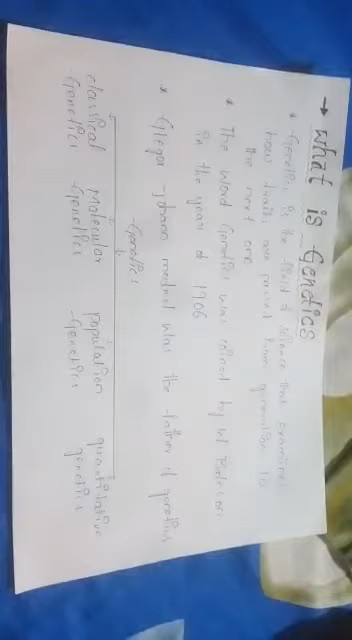 → what is Genetics
* Genetics is the field of science that examines
how traits are passed from generation to
the next one
* The word Genetics was coined by W
in the year of 1906
* Gregor Johann mednel was the father of genetics
Genetics
classical Molecular population quantitative
Genetics Genetics Genetics genetics